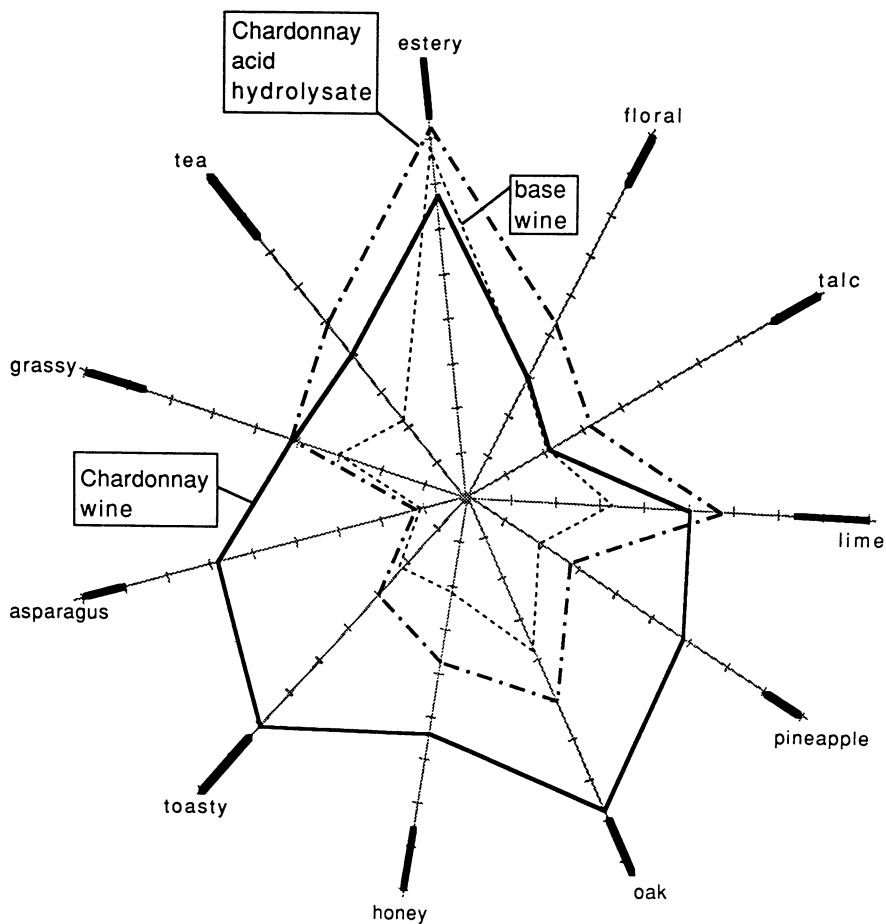 Chardonnay
acid
hydrolysate
estery
floral
tea
base
wine
talc
grassy
Chardonnay
wine
lime
asparagus
pineapple
toasty
oak
honey